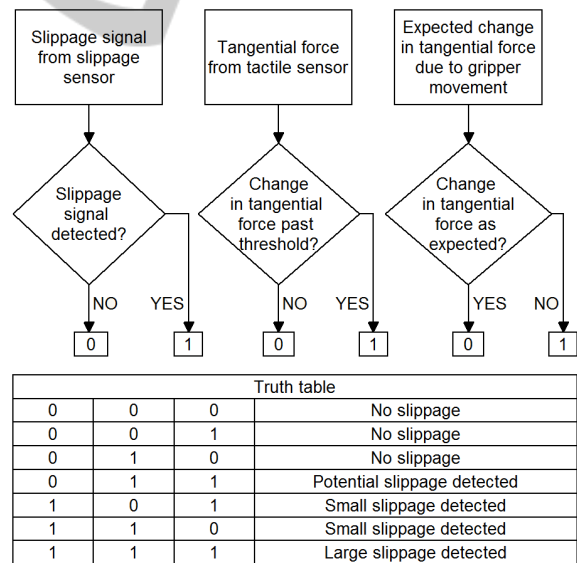 Slippage signal
from slippage
sensor
Tangential force
from tactile sensor
Expected change
in tangential force
due to gripper
movement
Slippage
signal
detected?
Change
in tangential
force past
threshold?
Change
in tangential
force as
expected?
NO YES
NO YES
YES NO
0 1 0 1 0 1
Truth table
0 0 0 No slippage
0 0 1 No slippage
0 1 0 No slippage
0 1 1 Potential slippage detected
1 0 1 Small slippage detected
1 1 0 Small slippage detected
1 1 1 Large slippage detected